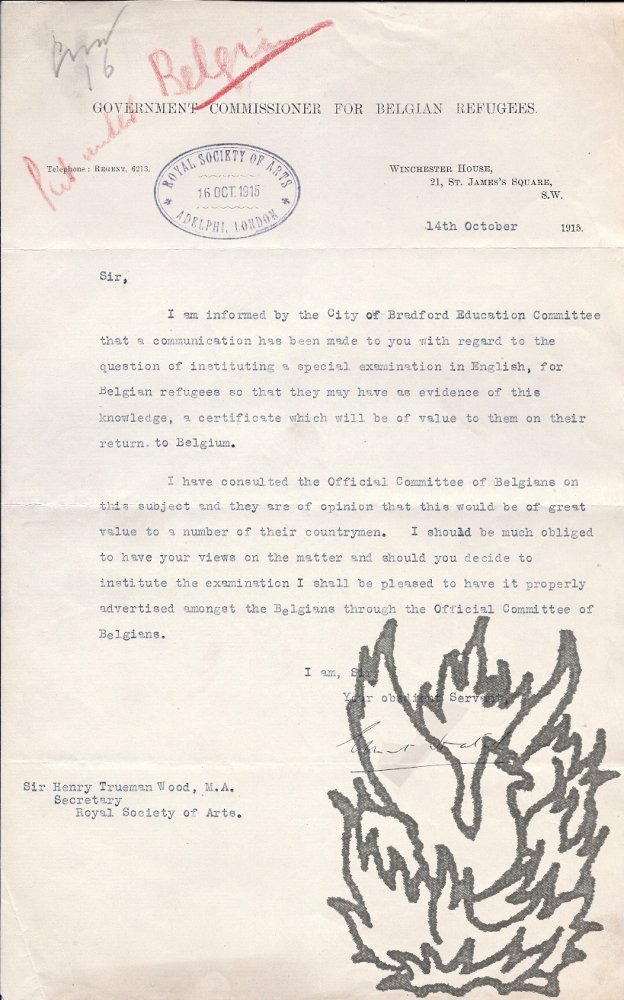 16
Put under Belgian
GOVERNMENT COMMISSIONER FOR BELGIAN REFUGEES.
Telephone: REGENT, 6213.
ROYAL SOCIETY OF ARTS
16 OCT. 1915
ADELPHI, LONDON
WINCHESTER HOUSE,
21, ST. JAMES'S SQUARE,
S.W.
14th October 1915.
Sir,
I am informed by the City of Bradford Education Committee
that a communication has been made to you with regard to the
question of instituting a special examination in English, for
Belgian refugees so that they may have as evidence of this
knowledge, a certificate which will be of value to them on their
return to Belgium.
I have consulted the Official Committee of Belgians on
this subject and they are of opinion that this would be of great
value to a number of their countrymen. I should be much obliged
to have your views on the matter and should you decide to
institute the examination I shall be pleased to have it properly
advertised amongst the Belgians through the Official Committee of
Belgians.
I am, Sir,
Your obedient Servant,
Sir Henry Trueman Wood, M.A.
Secretary
Royal Society of Arts.